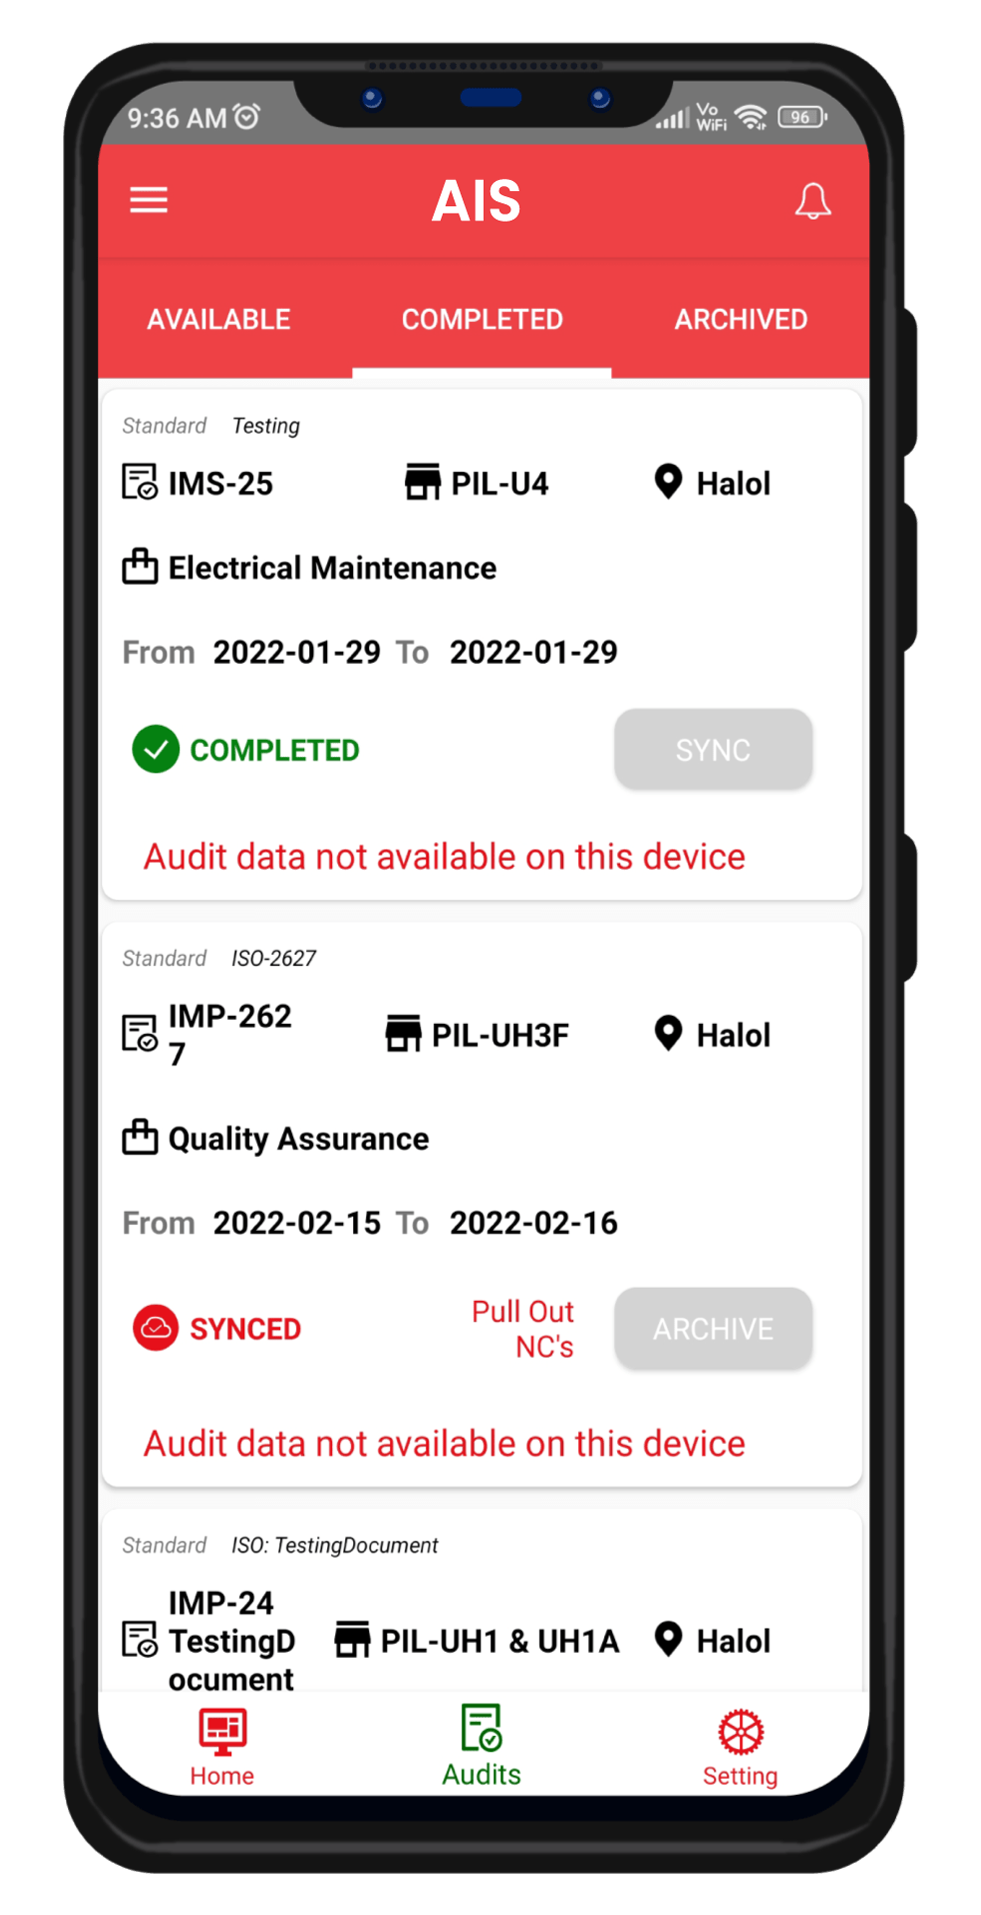 9:36 AM Vo WiFi 96
AIS
AVAILABLE COMPLETED ARCHIVED
Standard Testing
IMS-25 PIL-U4 Halol
Electrical Maintenance
From 2022-01-29 To 2022-01-29
COMPLETED SYNC
Audit data not available on this device
Standard ISO-2627
IMP-262
7 PIL-UH3F Halol
Quality Assurance
From 2022-02-15 To 2022-02-16
SYNCED Pull Out
NC's ARCHIVE
Audit data not available on this device
Standard ISO: TestingDocument
IMP-24
TestingD PIL-UH1 & UH1A Halol
ocument
Home Audits Setting